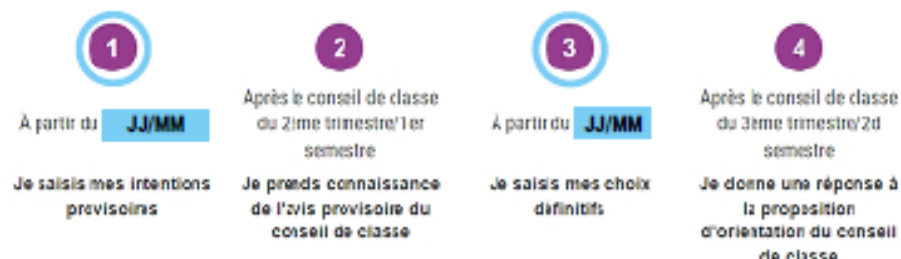 1
À partir du JJ/MM
Je saisis mes intentions
provisoires
2
Après le conseil de classe
du 2ème trimestre/1er
semestre
Je prends connaissance
de l'avis provisoire du
conseil de classe
3
À partir du JJ/MM
Je saisis mes choix
définitifs
4
Après le conseil de classe
du 3ème trimestre/2d
semestre
Je donne une réponse à
la proposition
d'orientation du conseil
de classe